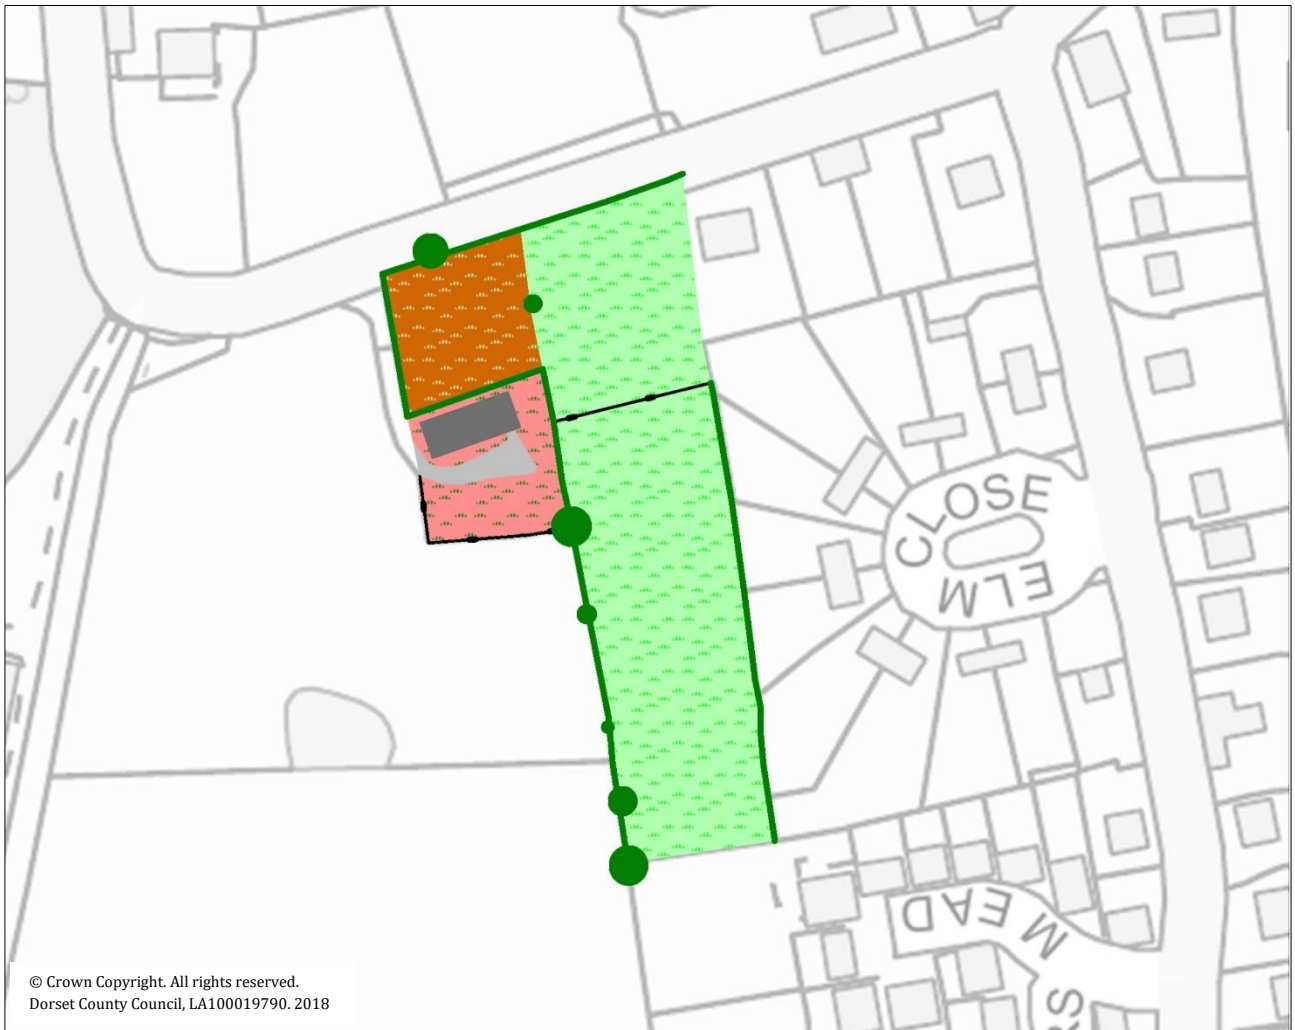 CLOSE
ELM
MEAD
© Crown Copyright. All rights reserved.
Dorset County Council, LA100019790. 2018